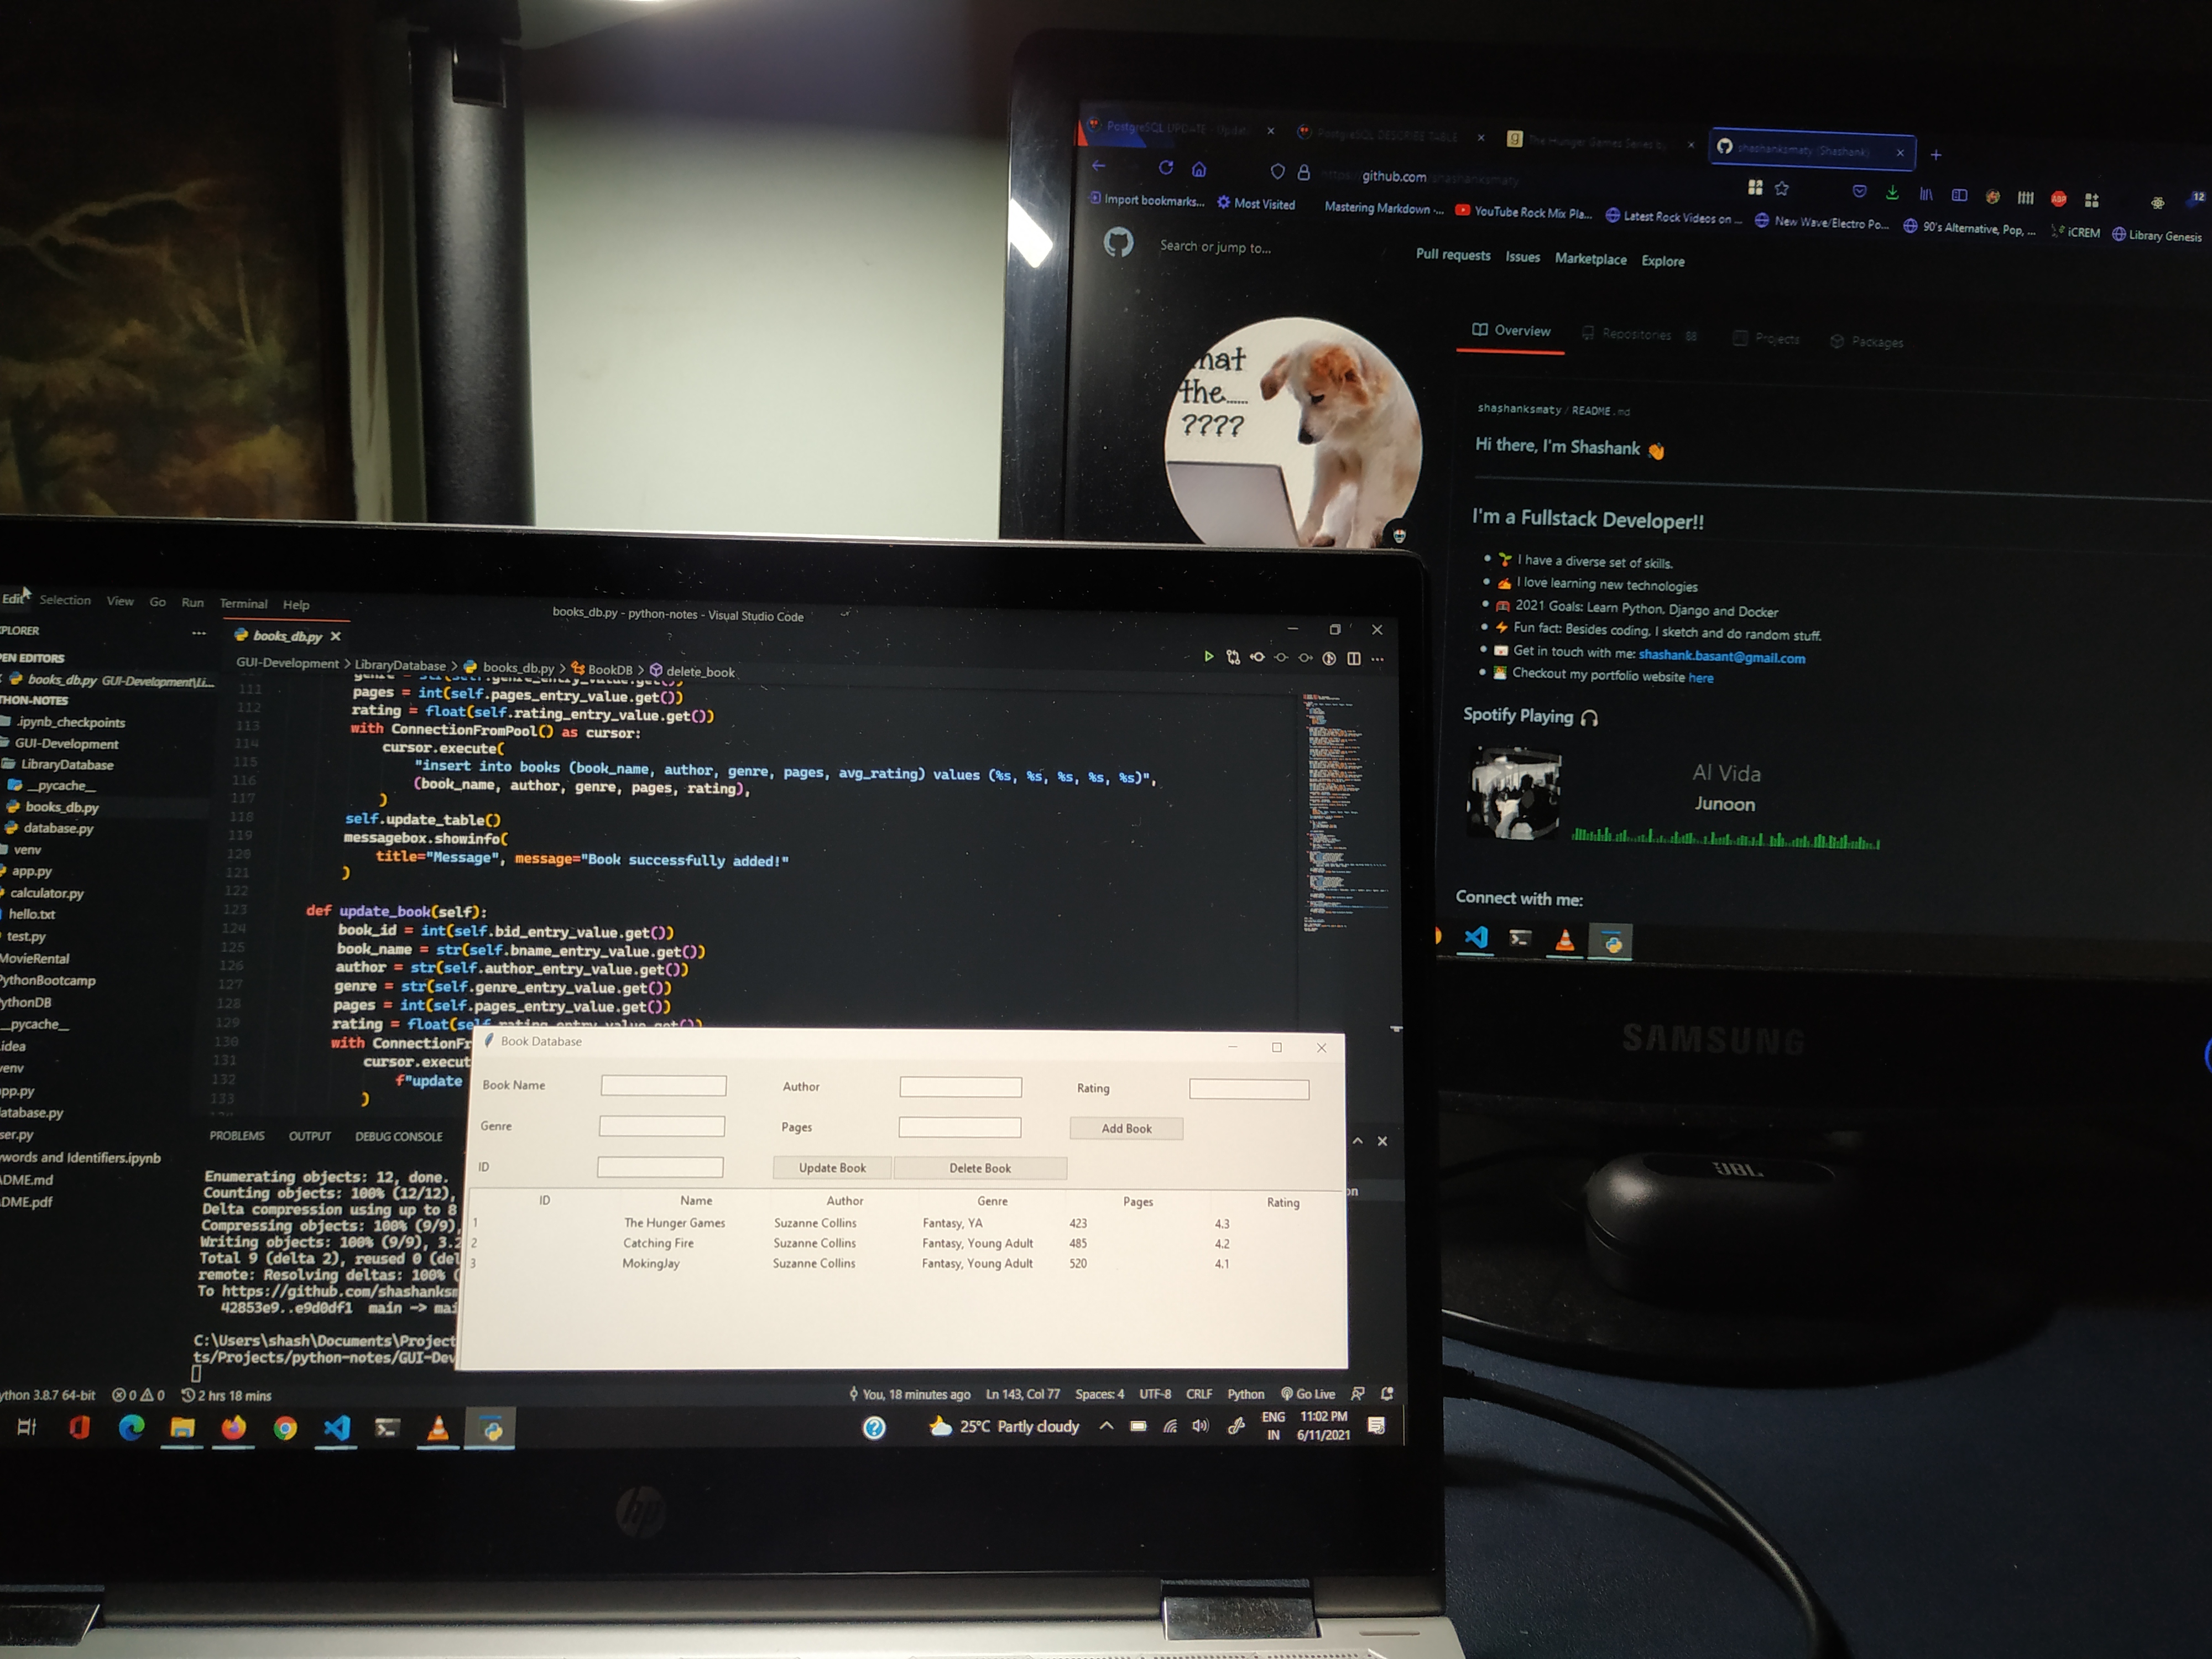 PostgreSQL UPDATE - Updati
PostgreSQL DESCRIBE TABLE
The Hunger Games Series by
shashanksmaty (Shashank)
https://github.com/shashanksmaty
12
Import bookmarks...
Most Visited
Mastering Markdown ·...
YouTube Rock Mix Pla...
Latest Rock Videos on ...
New Wave/Electro Po...
90's Alternative, Pop, ...
iCREM
Library Genesis
Search or jump to...
Pull requests Issues Marketplace Explore
Overview Repositories 88 Projects Packages
hat
the......
????
shashanksmaty / README.md
Hi there, I'm Shashank 👋
I'm a Fullstack Developer!!
I have a diverse set of skills.
I love learning new technologies
2021 Goals: Learn Python, Django and Docker
Fun fact: Besides coding, I sketch and do random stuff.
Get in touch with me: shashank.basant@gmail.com
Checkout my portfolio website here
Spotify Playing 🎧
Al Vida
Junoon
Connect with me:
SAMSUNG
JBL
Edit Selection View Go Run Terminal Help
books_db.py - python-notes - Visual Studio Code
PLORER
books_db.py
PEN EDITORS
books_db.py GUI-Development\Li...
THON-NOTES
.ipynb_checkpoints
GUI-Development
LibraryDatabase
__pycache__
books_db.py
database.py
venv
app.py
calculator.py
hello.txt
test.py
MovieRental
PythonBootcamp
ythonDB
__pycache__
.idea
venv
app.py
atabase.py
ser.py
words and Identifiers.ipynb
ADME.md
DME.pdf
GUI-Development > LibraryDatabase > books_db.py > BookDB > delete_book
111 pages = int(self.pages_entry_value.get())
112 rating = float(self.rating_entry_value.get())
113 with ConnectionFromPool() as cursor:
114 cursor.execute(
115 "insert into books (book_name, author, genre, pages, avg_rating) values (%s, %s, %s, %s, %s)",
116 (book_name, author, genre, pages, rating),
117 )
118 self.update_table()
119 messagebox.showinfo(
120 title="Message", message="Book successfully added!"
121 )
122
123 def update_book(self):
124 book_id = int(self.bid_entry_value.get())
125 book_name = str(self.bname_entry_value.get())
126 author = str(self.author_entry_value.get())
127 genre = str(self.genre_entry_value.get())
128 pages = int(self.pages_entry_value.get())
129 rating = float(self.rating_entry_value.get())
130 with ConnectionFr
131 cursor.execut
132 f"update
133 )
PROBLEMS OUTPUT DEBUG CONSOLE
Enumerating objects: 12, done.
Counting objects: 100% (12/12),
Delta compression using up to 8
Compressing objects: 100% (9/9),
Writing objects: 100% (9/9), 3.2
Total 9 (delta 2), reused 0 (del
remote: Resolving deltas: 100% (
To https://github.com/shashanksm
42853e9..e9d0df1 main -> mai
C:\Users\shash\Documents\Project
ts/Projects/python-notes/GUI-Dev
Book Database
Book Name Author Rating
Genre Pages Add Book
ID Update Book Delete Book
ID Name Author Genre Pages Rating
1 The Hunger Games Suzanne Collins Fantasy, YA 423 4.3
2 Catching Fire Suzanne Collins Fantasy, Young Adult 485 4.2
3 MokingJay Suzanne Collins Fantasy, Young Adult 520 4.1
on
ython 3.8.7 64-bit 0 0 2 hrs 18 mins
You, 18 minutes ago Ln 143, Col 77 Spaces: 4 UTF-8 CRLF Python Go Live
25°C Partly cloudy
ENG
IN
11:02 PM
6/11/2021
hp